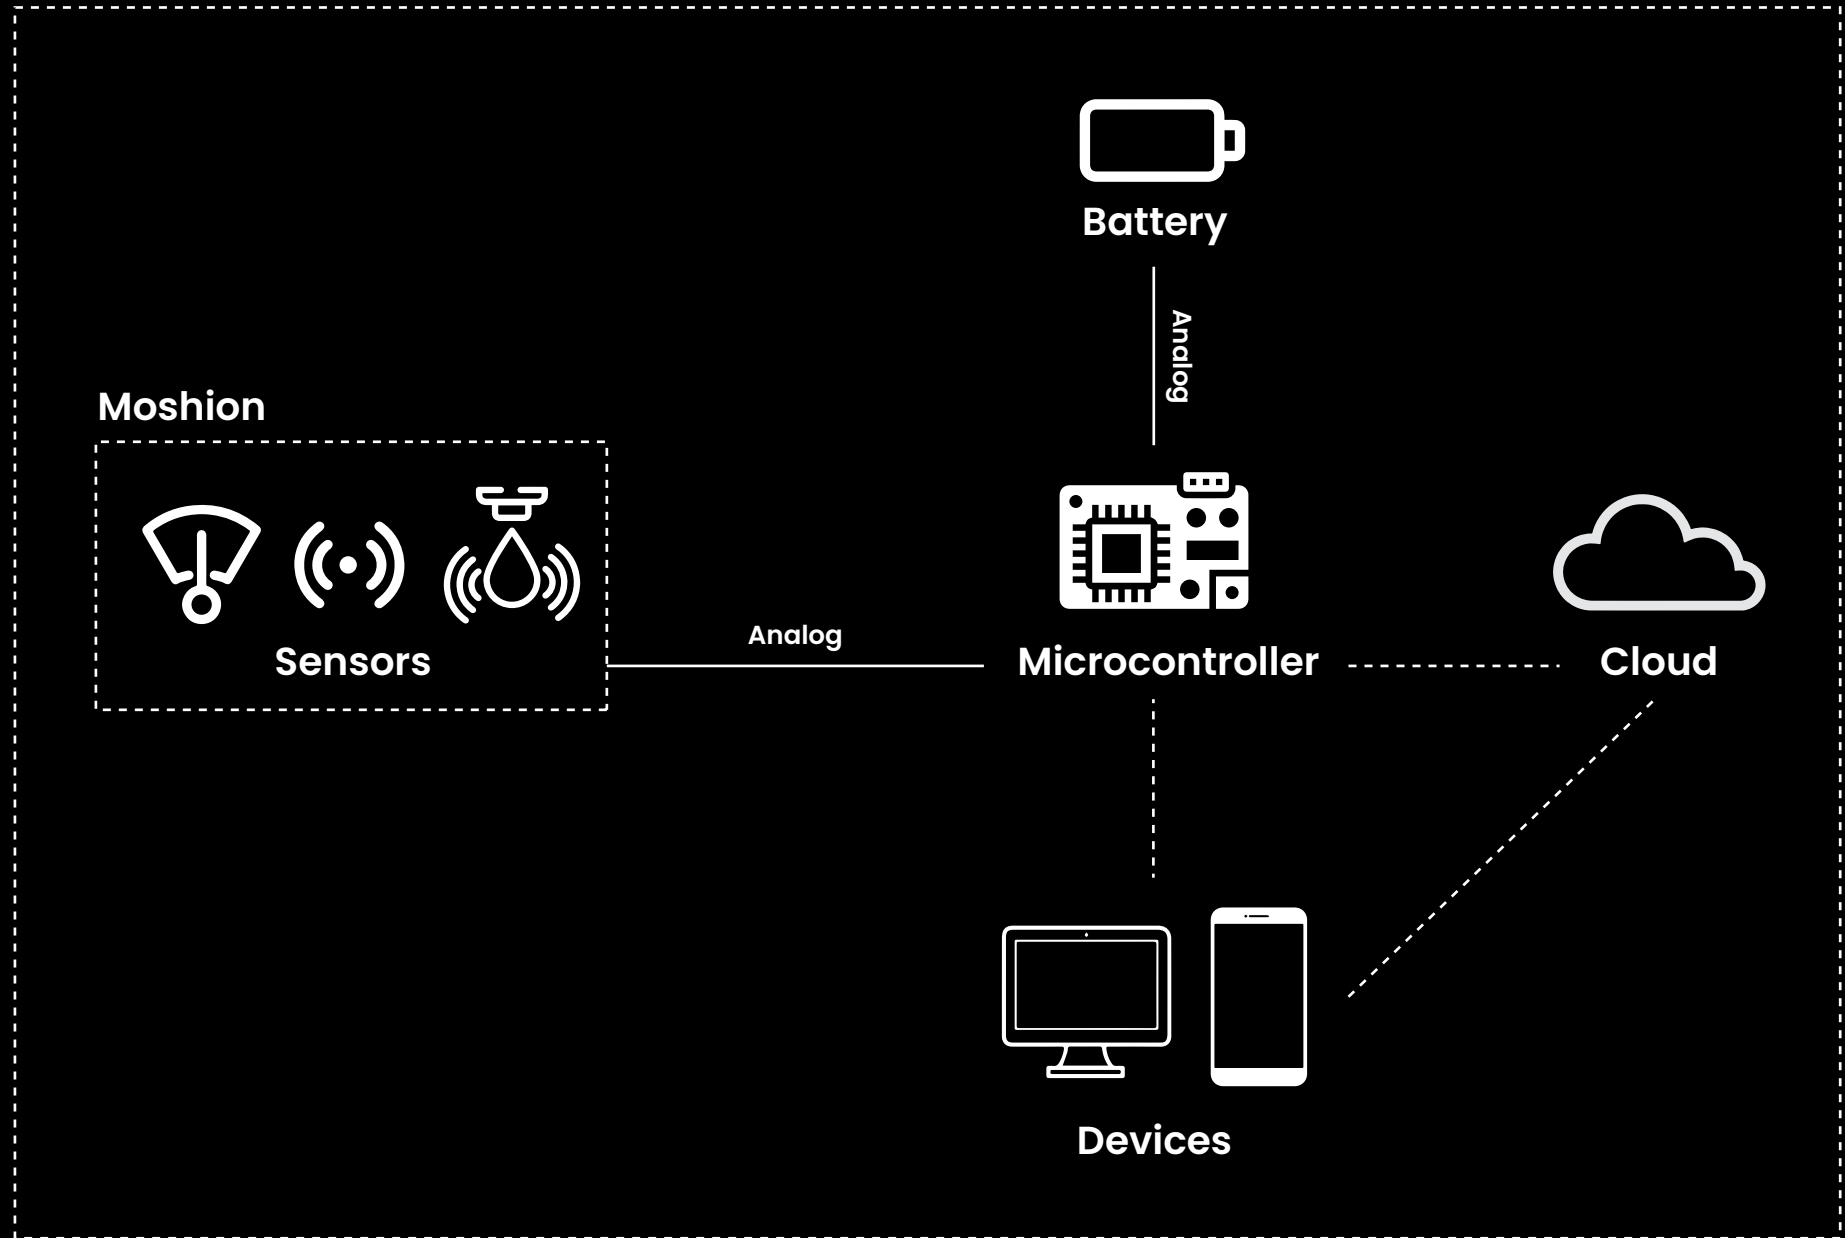 Battery
Analog
Moshion
Sensors
Analog
Microcontroller
Cloud
Devices